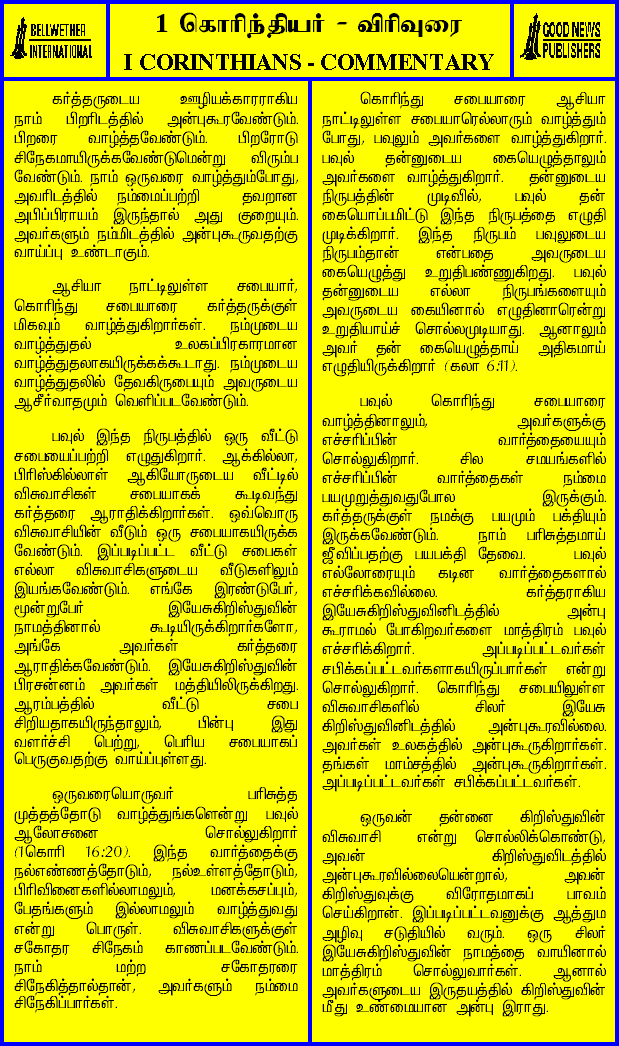 BELLWETHER
INTERNATIONAL
1 கொரிந்தியர் - விரிவுரை
I CORINTHIANS - COMMENTARY
GOOD NEWS
PUBLISHERS
கர்த்தருடைய ஊழியக்காரராகிய
நாம் பிறரிடத்தில் அன்புகூரவேண்டும்.
பிறரை வாழ்த்தவேண்டும். பிறரோடு
சிநேகமாயிருக்கவேண்டுமென்று விரும்ப
வேண்டும். நாம் ஒருவரை வாழ்த்தும்போது,
அவரிடத்தில் நம்மைப்பற்றி தவறான
அபிப்பிராயம் இருந்தால் அது குறையும்.
அவர்களும் நம்மிடத்தில் அன்புகூருவதற்கு
வாய்ப்பு உண்டாகும்.
ஆசியா நாட்டிலுள்ள சபையார்,
கொரிந்து சபையாரை கர்த்தருக்குள்
மிகவும் வாழ்த்துகிறார்கள். நம்முடைய
வாழ்த்துதல் உலகப்பிரகாரமான
வாழ்த்துதலாகயிருக்கக்கூடாது. நம்முடைய
வாழ்த்துதலில் தேவகிருபையும் அவருடைய
ஆசீர்வாதமும் வெளிப்படவேண்டும்.
பவுல் இந்த நிருபத்தில் ஒரு வீட்டு
சபையைப்பற்றி எழுதுகிறார். ஆக்கில்லா,
பிரிஸ்கில்லாள் ஆகியோருடைய வீட்டில்
விசுவாசிகள் சபையாகக் கூடிவந்து
கர்த்தரை ஆராதிக்கிறார்கள். ஒவ்வொரு
விசுவாசியின் வீடும் ஒரு சபையாகயிருக்க
வேண்டும். இப்படிப்பட்ட வீட்டு சபைகள்
எல்லா விசுவாசிகளுடைய வீடுகளிலும்
இயங்கவேண்டும். எங்கே இரண்டுபேர்,
மூன்றுபேர் இயேசுகிறிஸ்துவின்
நாமத்தினால் கூடியிருக்கிறார்களோ,
அங்கே அவர்கள் கர்த்தரை
ஆராதிக்கவேண்டும். இயேசுகிறிஸ்துவின்
பிரசன்னம் அவர்கள் மத்தியிலிருக்கிறது.
ஆரம்பத்தில் வீட்டு சபை
சிறியதாகயிருந்தாலும், பின்பு இது
வளர்ச்சி பெற்று, பெரிய சபையாகப்
பெருகுவதற்கு வாய்ப்புள்ளது.
ஒருவரையொருவர் பரிசுத்த
முத்தத்தோடு வாழ்த்துங்களென்று பவுல்
ஆலோசனை சொல்லுகிறார்
(1கொரி 16:20). இந்த வார்த்தைக்கு
நல்எண்ணத்தோடும், நல்உள்ளத்தோடும்,
பிரிவினைகளில்லாமலும், மனக்கசப்பும்,
பேதங்களும் இல்லாமலும் வாழ்த்துவது
என்று பொருள். விசுவாசிகளுக்குள்
சகோதர சிநேகம் காணப்படவேண்டும்.
நாம் மற்ற சகோதரரை
சிநேகித்தால்தான், அவர்களும் நம்மை
சிநேகிப்பார்கள்.
கொரிந்து சபையாரை ஆசியா
நாட்டிலுள்ள சபையாரெல்லாரும் வாழ்த்தும்
போது, பவுலும் அவர்களை வாழ்த்துகிறார்.
பவுல் தன்னுடைய கையெழுத்தாலும்
அவர்களை வாழ்த்துகிறார். தன்னுடைய
நிருபத்தின் முடிவில், பவுல் தன்
கையொப்பமிட்டு இந்த நிருபத்தை எழுதி
முடிக்கிறார். இந்த நிருபம் பவுலுடைய
நிருபம்தான் என்பதை அவருடைய
கையெழுத்து உறுதிபண்ணுகிறது. பவுல்
தன்னுடைய எல்லா நிருபங்களையும்
அவருடைய கையினால் எழுதினாரென்று
உறுதியாய்ச் சொல்லமுடியாது. ஆனாலும்
அவர் தன் கையெழுத்தாய் அதிகமாய்
எழுதியிருக்கிறார் (கலா 6:11).
பவுல் கொரிந்து சபையாரை
வாழ்த்தினாலும், அவர்களுக்கு
எச்சரிப்பின் வார்த்தையையும்
சொல்லுகிறார். சில சமயங்களில்
எச்சரிப்பின் வார்த்தைகள் நம்மை
பயமுறுத்துவதுபோல இருக்கும்.
கர்த்தருக்குள் நமக்கு பயமும் பக்தியும்
இருக்கவேண்டும். நாம் பரிசுத்தமாய்
ஜீவிப்பதற்கு பயபக்தி தேவை. பவுல்
எல்லோரையும் கடின வார்த்தைகளால்
எச்சரிக்கவில்லை. கர்த்தராகிய
இயேசுகிறிஸ்துவினிடத்தில் அன்பு
கூராமல் போகிறவர்களை மாத்திரம் பவுல்
எச்சரிக்கிறார். அப்படிப்பட்டவர்கள்
சபிக்கப்பட்டவர்களாகயிருப்பார்கள் என்று
சொல்லுகிறார். கொரிந்து சபையிலுள்ள
விசுவாசிகளில் சிலர் இயேசு
கிறிஸ்துவினிடத்தில் அன்புகூரவில்லை.
அவர்கள் உலகத்தில் அன்புகூருகிறார்கள்.
தங்கள் மாம்சத்தில் அன்புகூருகிறார்கள்.
அப்படிப்பட்டவர்கள் சபிக்கப்பட்டவர்கள்.
ஒருவன் தன்னை கிறிஸ்துவின்
விசுவாசி என்று சொல்லிக்கொண்டு,
அவன் கிறிஸ்துவிடத்தில்
அன்புகூரவில்லையென்றால், அவன்
கிறிஸ்துவுக்கு விரோதமாகப் பாவம்
செய்கிறான். இப்படிப்பட்டவனுக்கு ஆத்தும
அழிவு சடுதியில் வரும். ஒரு சிலர்
இயேசுகிறிஸ்துவின் நாமத்தை வாயினால்
மாத்திரம் சொல்லுவார்கள். ஆனால்
அவர்களுடைய இருதயத்தில் கிறிஸ்துவின்
மீது உண்மையான அன்பு இராது.